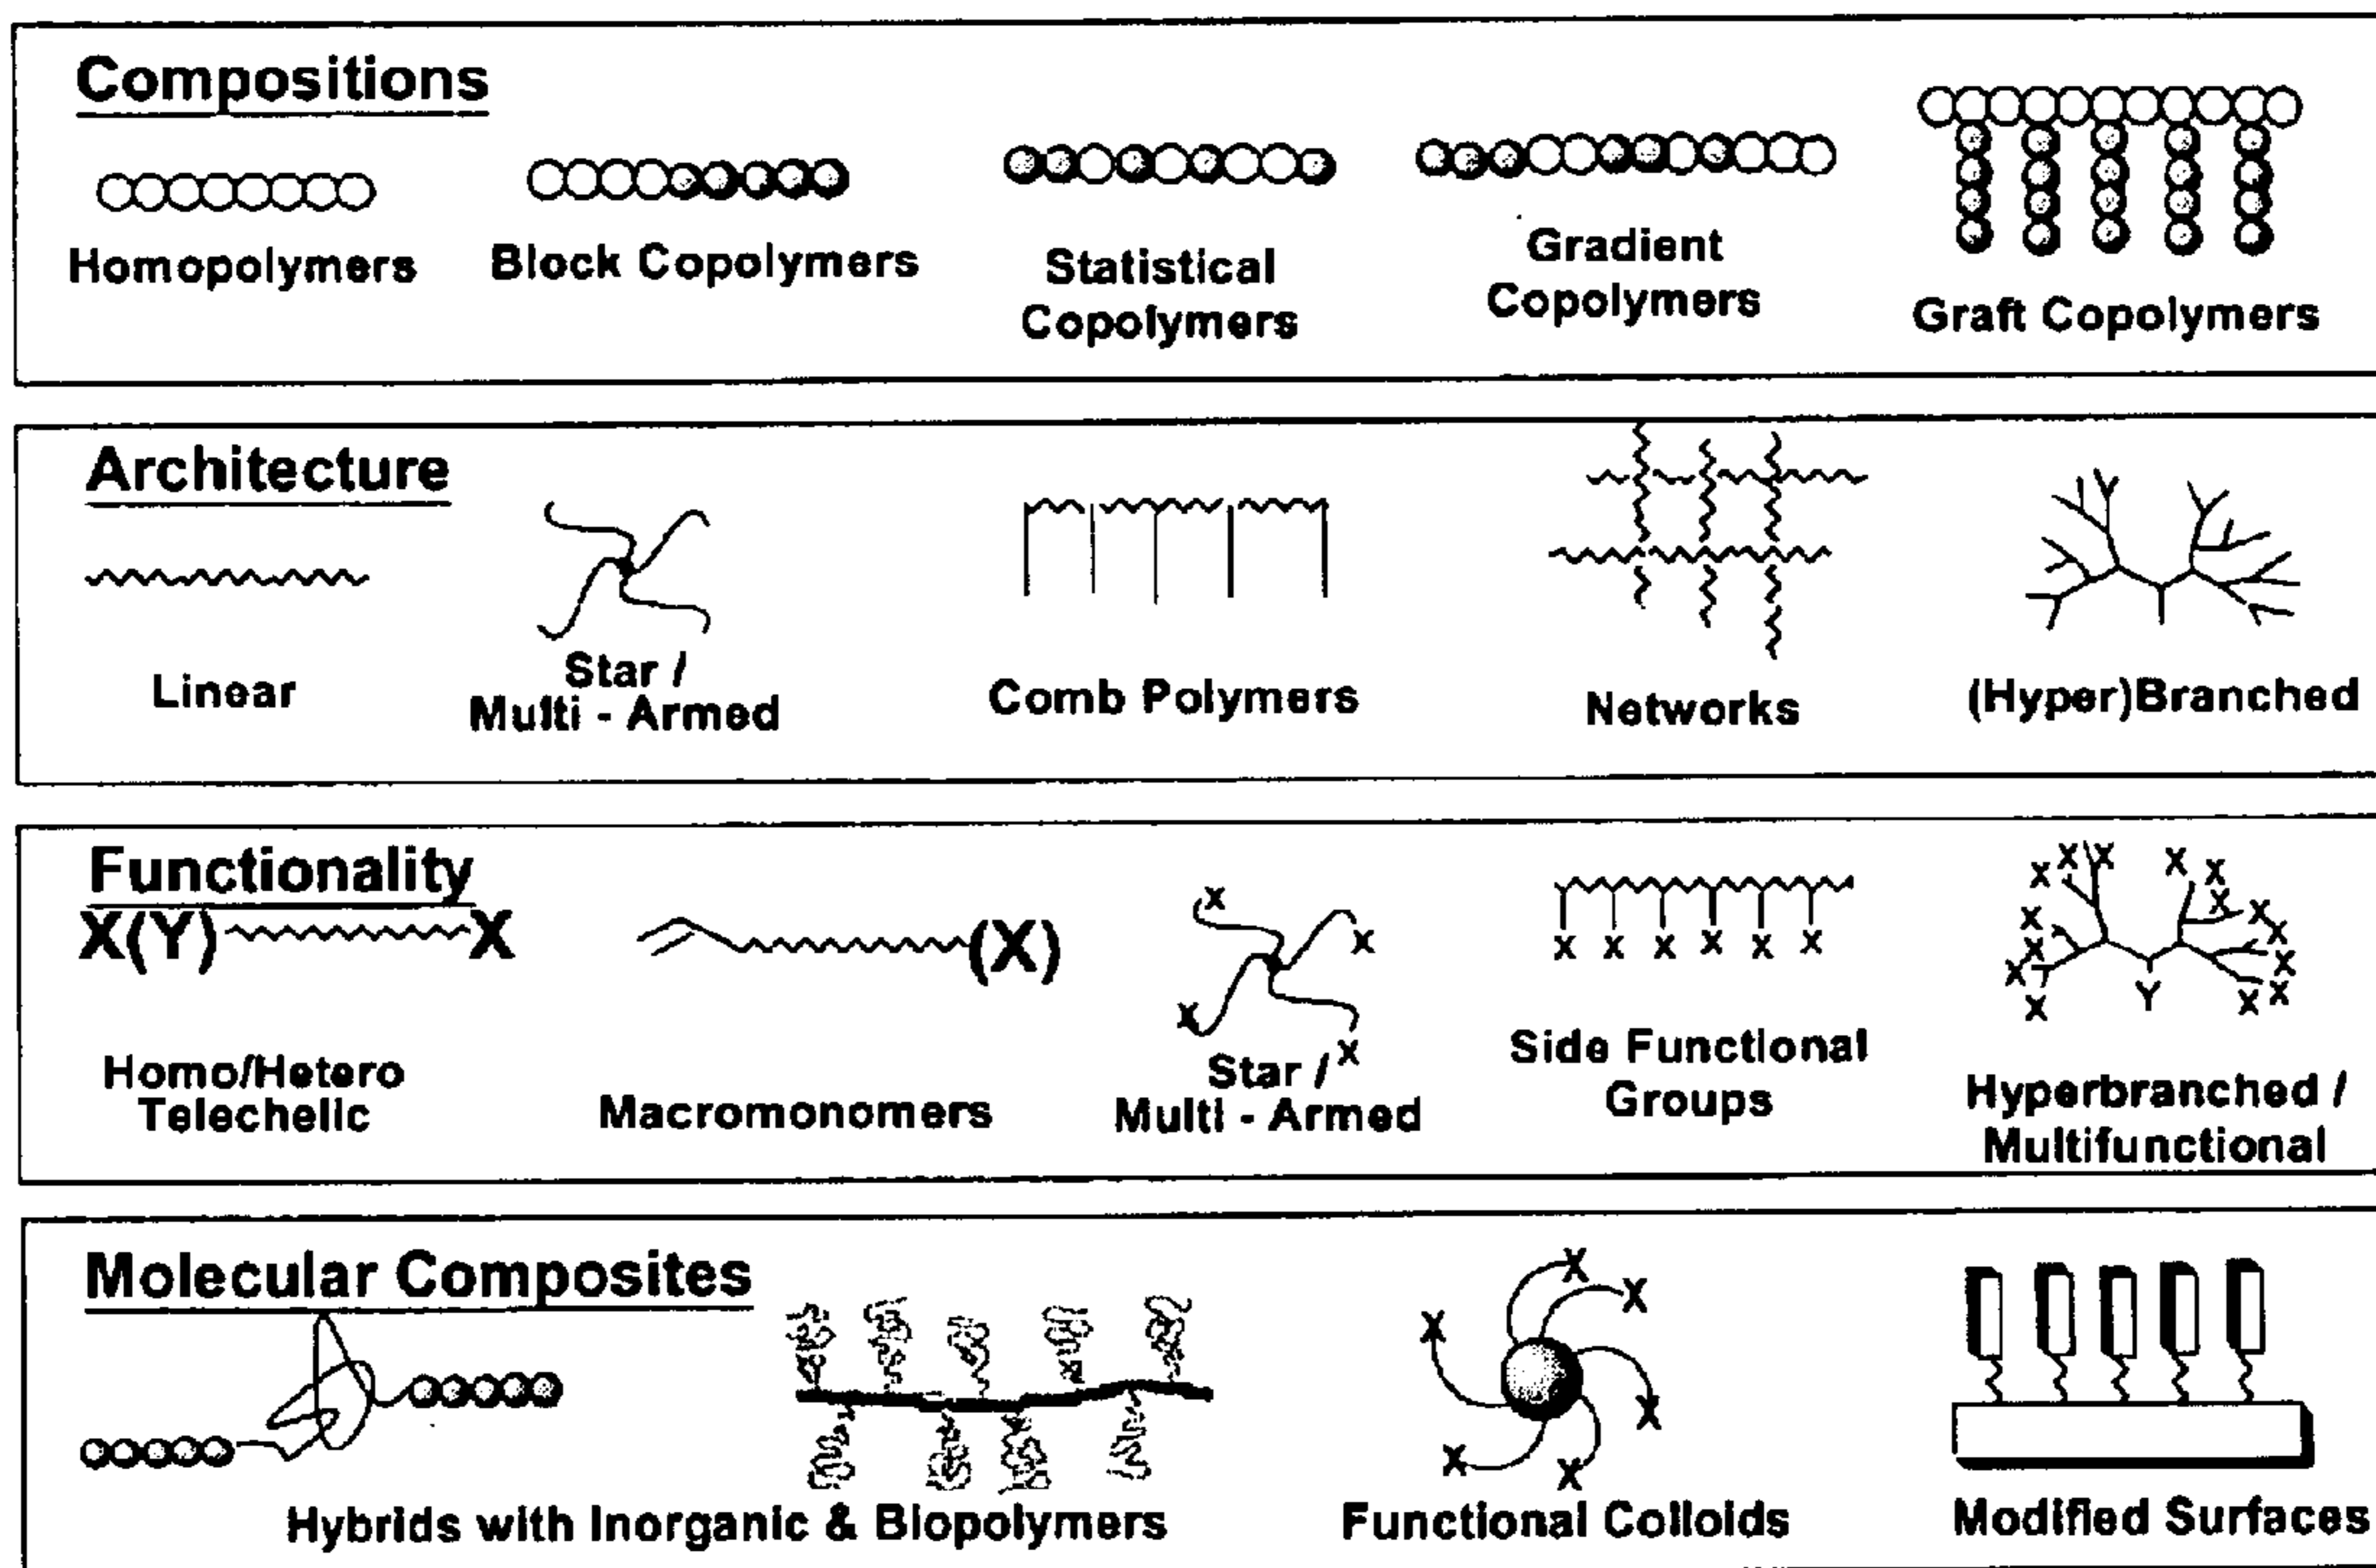 Compositions
Homopolymers
Block Copolymers
Statistical
Copolymers
Gradient
Copolymers
Graft Copolymers
Architecture
Linear
Star /
Multi - Armed
Comb Polymers
Networks
(Hyper)Branched
Functionality
X(Y) X
(X)
X
X
X
X
X X X X X X
X X X X X X X X X X X X X X X Y
Homo/Hetero
Telechelic
Macromonomers
Star /
Multi - Armed
Side Functional
Groups
Hyperbranched /
Multifunctional
Molecular Composites
X
X
X
X
X
X
Hybrids with Inorganic & Biopolymers
Functional Colloids
Modified Surfaces